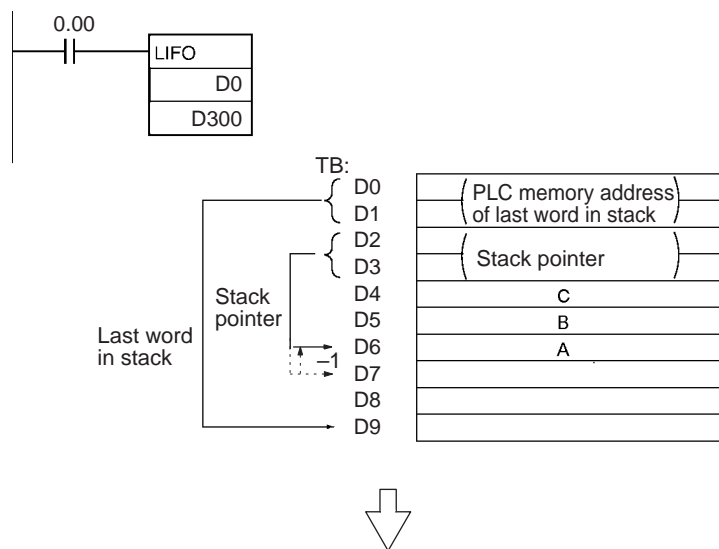 0.00
LIFO
D0
D300
TB:
D0
D1
PLC memory address
of last word in stack
D2
D3
Stack pointer
D4
C
D5
B
D6
A
D7
D8
D9
Stack
pointer
–1
Last word
in stack